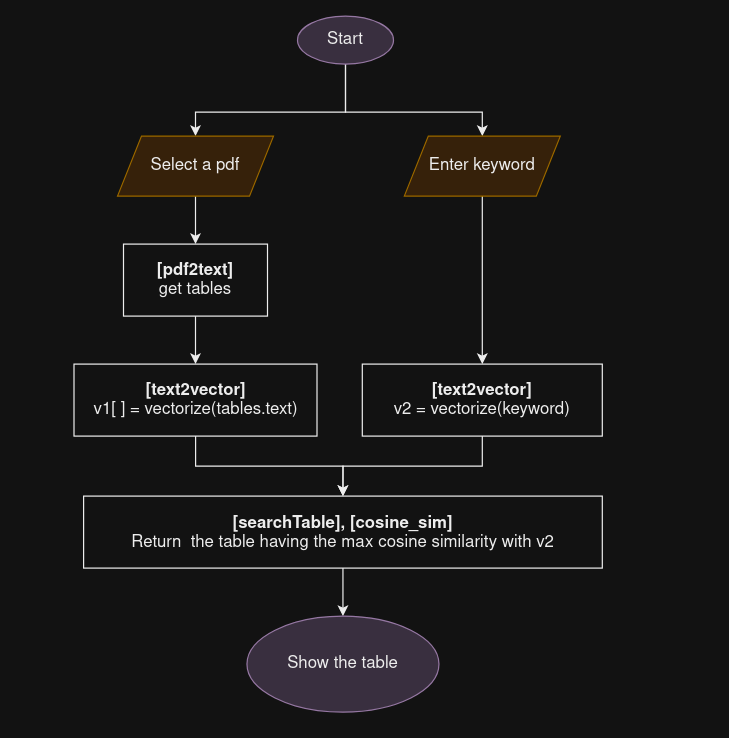 Start
Select a pdf
Enter keyword
[pdf2text]
get tables
[text2vector]
v1[ ] = vectorize(tables.text)
[text2vector]
v2 = vectorize(keyword)
[searchTable], [cosine_sim]
Return  the table having the max cosine similarity with v2
Show the table